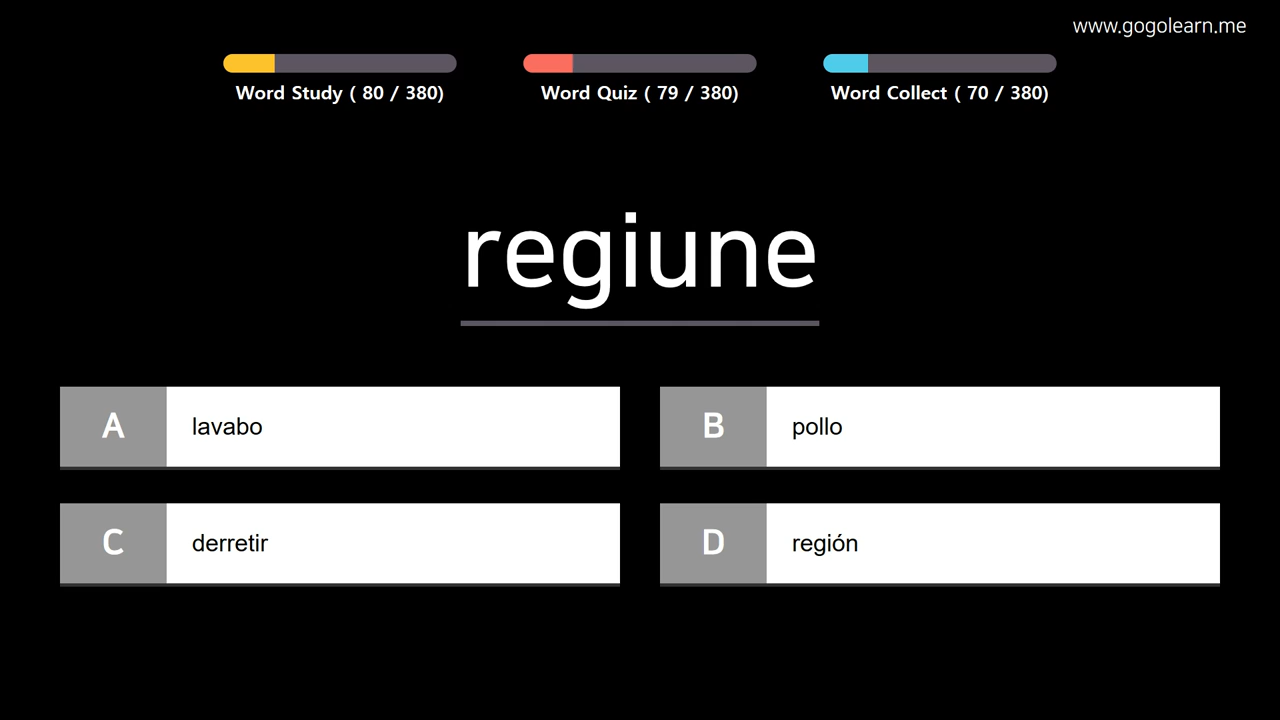 www.gogolearn.me
Word Study ( 80 / 380)
Word Quiz ( 79 / 380)
Word Collect ( 70 / 380)
regiune
A lavabo
B pollo
C derretir
D región